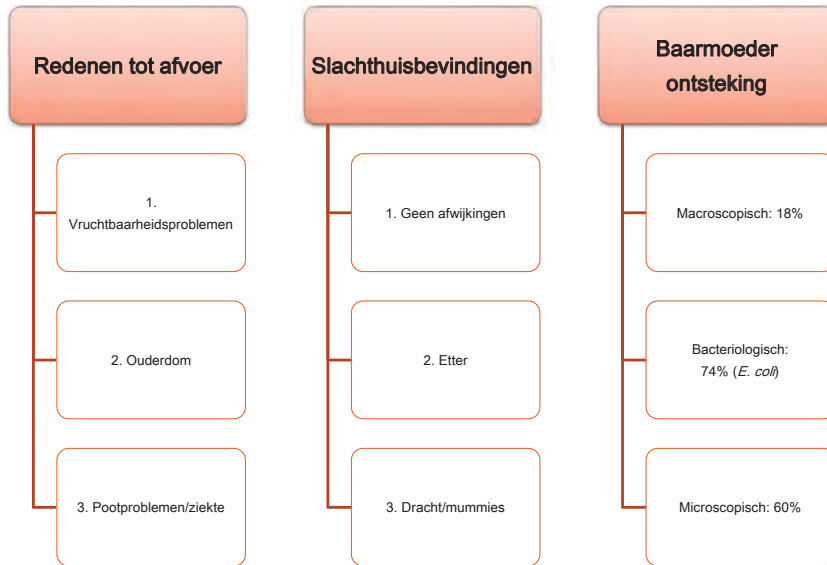 Redenen tot afvoer
1.
Vruchtbaarheidsproblemen
2. Ouderdom
3. Pootproblemen/ziekte
Slachthuisbevindingen
1. Geen afwijkingen
2. Etter
3. Dracht/mummies
Baarmoeder
ontsteking
Macroscopisch: 18%
Bacteriologisch:
74% (E. coli)
Microscopisch: 60%